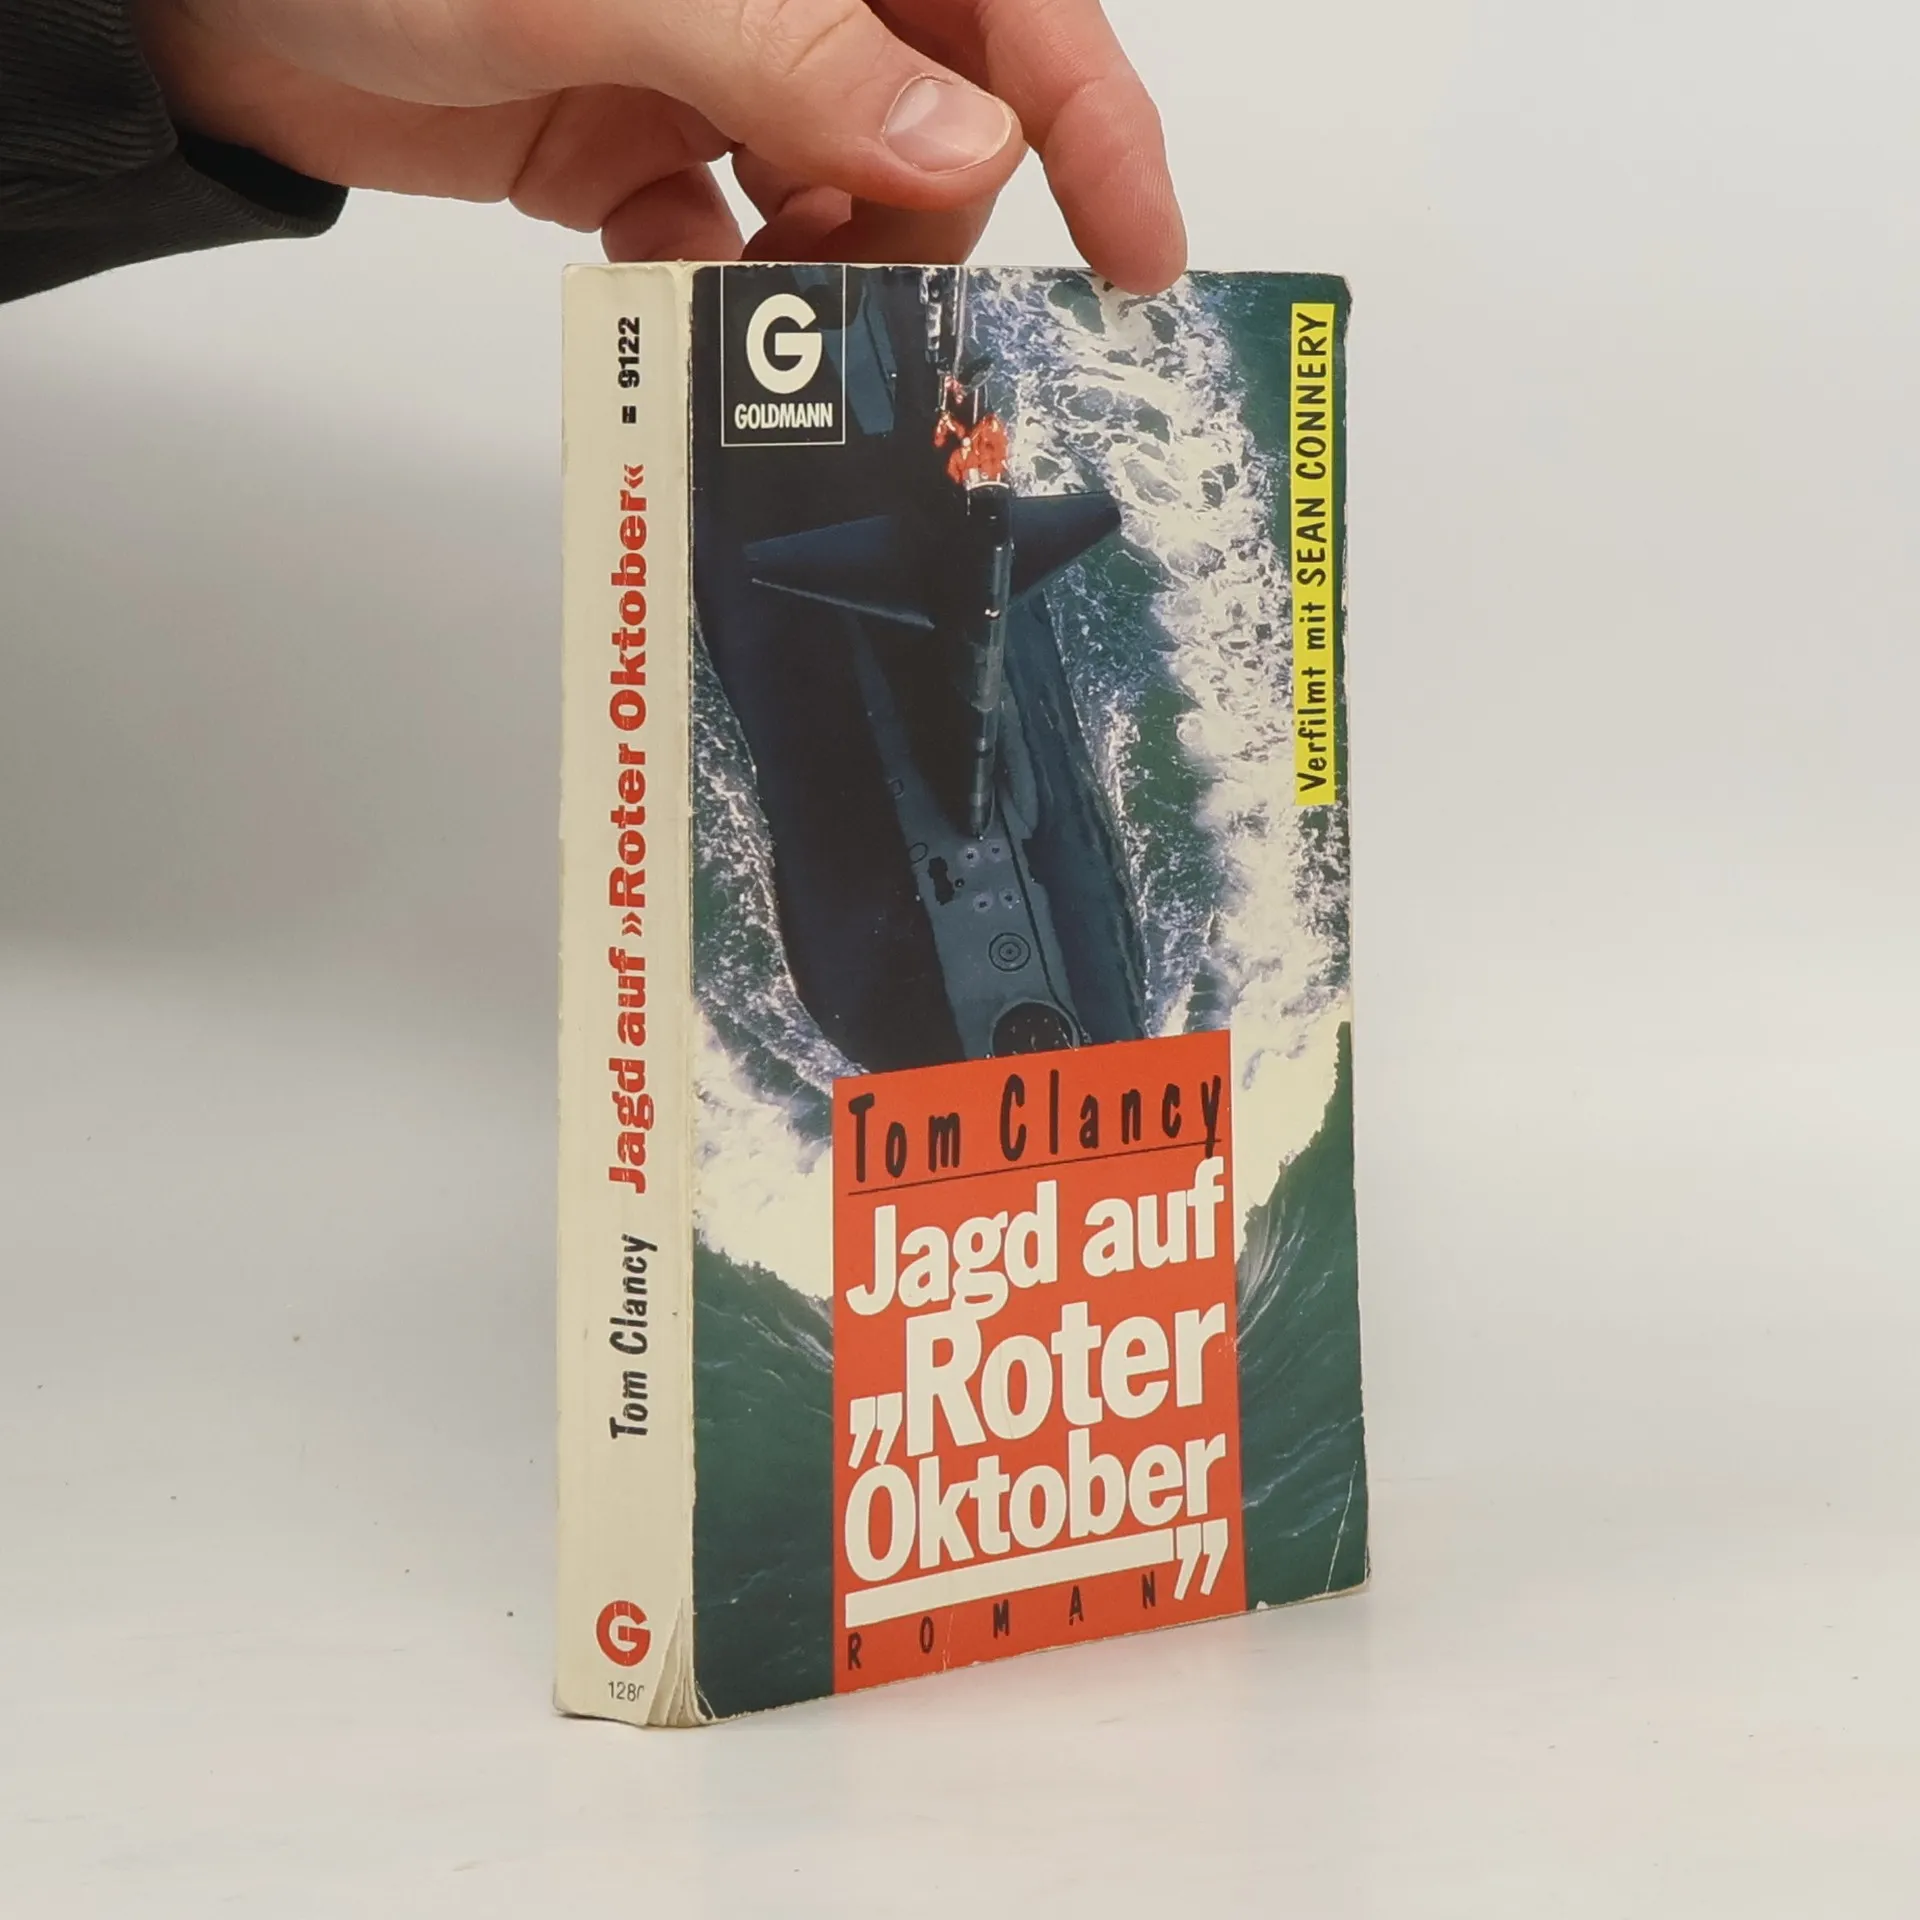 Tom Clancy Jagd auf »Roter Oktober« = 9122
G
G
GOLDMANN
Verfilmt mit SEAN CONNERY
Tom Clancy
Jagd auf
„Roter
Oktober”
ROMAN